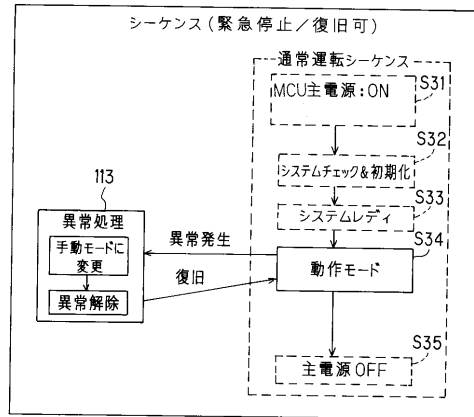 シーケンス(緊急停止/復旧可)
通常運転シーケンス
MCU主電源:ON
S31
システムチェック&初期化
S32
システムレディ
S33
動作モード
S34
主電源OFF
S35
113
異常処理
手動モードに
変更
異常解除
異常発生
復旧